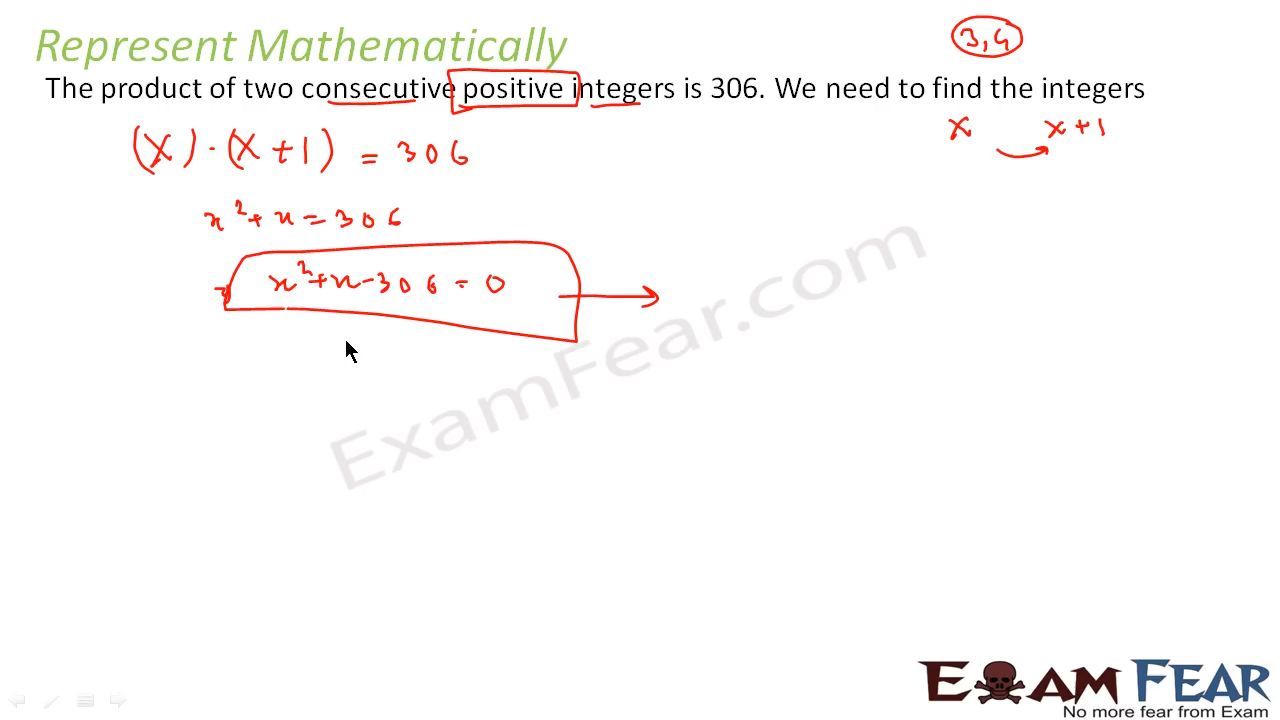 Represent Mathematically
3,4
The product of two consecutive positive integers is 306. We need to find the integers
x x+1
(x) · (x + 1) = 306
x² + x = 306
x² + x - 306 = 0
ExamFear.com
EXAM FEAR
No more fear from Exam